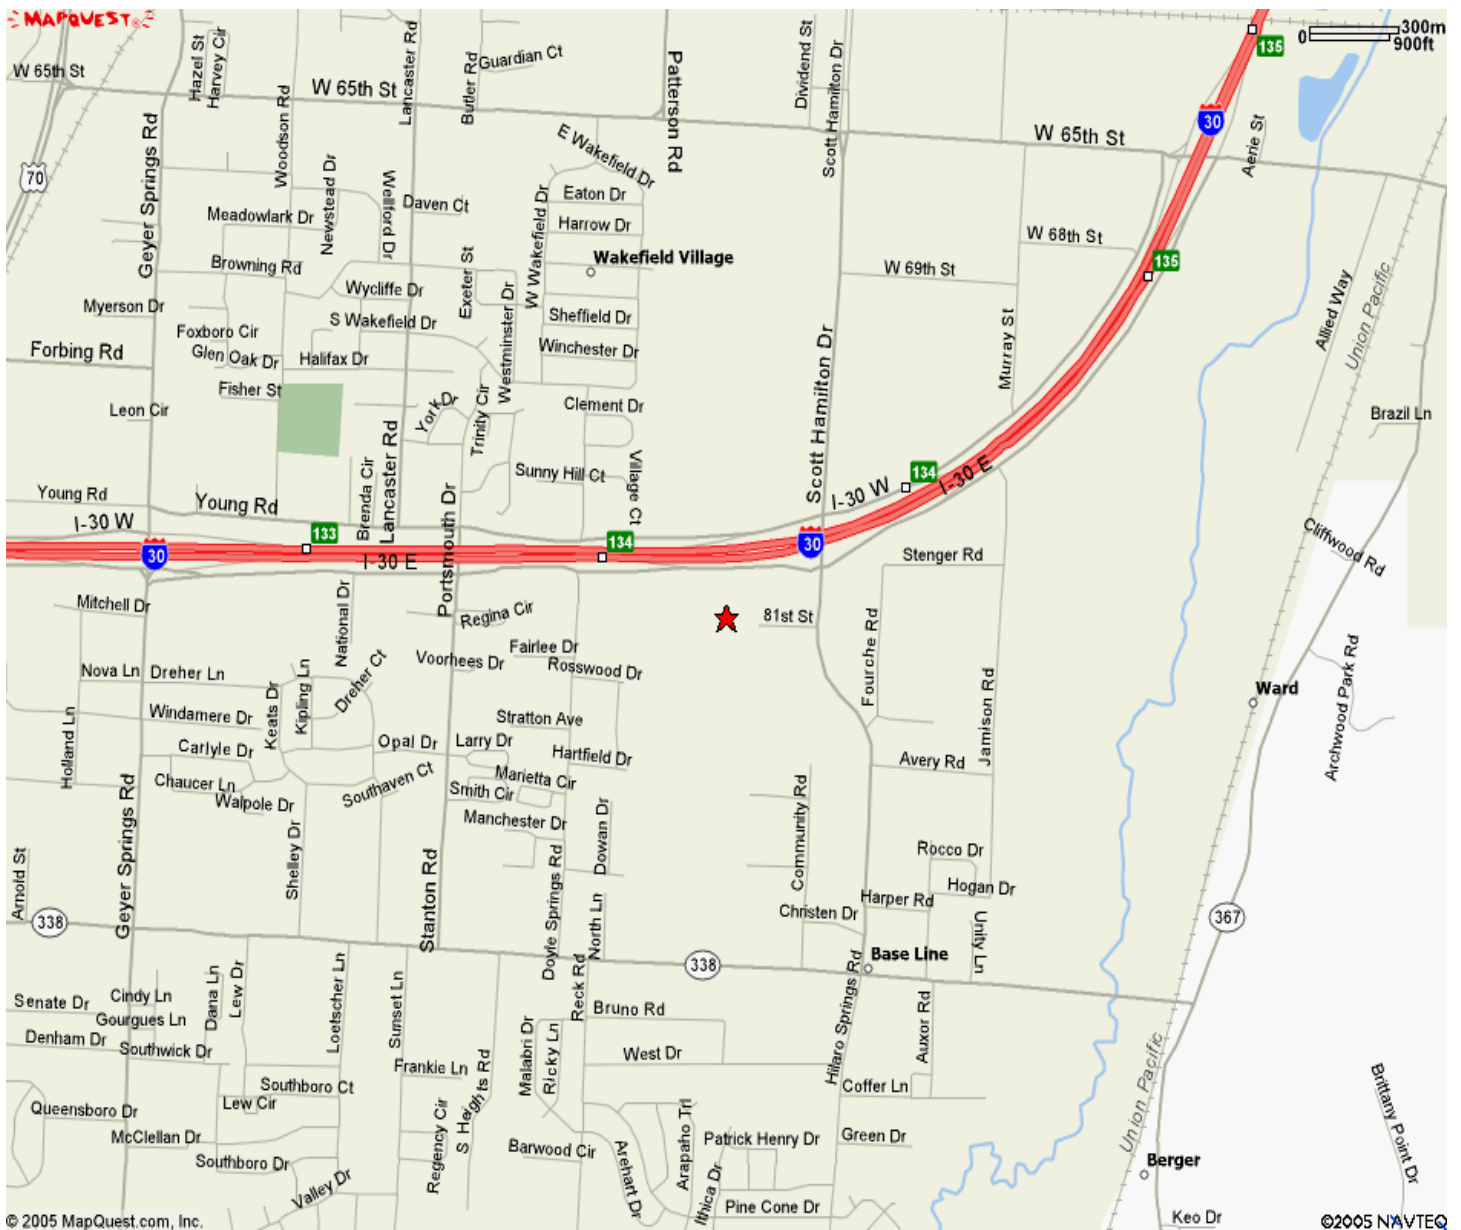 MAPQUEST
300m
0
900ft
135
Hazel St
Harvey Cir
Lancaster Rd
Butler Rd
Guardian Ct
Patterson Rd
Dividend St
Scott Hamilton Dr
W 65th St
W 65th St
W 65th St
30
Aerie St
70
Geyer Springs Rd
Woodson Rd
Newstead Dr
Wellford Dr
Daven Ct
E Wakefield Dr
Eaton Dr
Harrow Dr
Meadowlark Dr
W Wakefield Dr
Wakefield Village
W 68th St
W 69th St
135
Browning Rd
Exeter St
Wycliffe Dr
Westminster Dr
Myerson Dr
S Wakefield Dr
Sheffield Dr
Foxboro Cir
Forbing Rd
Glen Oak Dr
Halifax Dr
Winchester Dr
Scott Hamilton Dr
Murray St
Allied Way
Union Pacific
Fisher St
Leon Cir
York Dr
Trinity Cir
Clement Dr
Brazil Ln
Lancaster Rd
Brenda Cir
Sunny Hill Ct
Village Ct
134
I-30 W
I-30 E
Young Rd
Young Rd
Portsmouth Dr
I-30 W
133
134
30
30
I-30 E
Stenger Rd
Cliffwood Rd
Mitchell Dr
National Dr
Regina Cir
81st St
Fourche Rd
Fairlee Dr
Voorhees Dr
Rosswood Dr
Nova Ln
Dreher Ln
Kipling Ln
Dreher Ct
Keats Dr
Archwood Park Rd
Ward
Jamison Rd
Holland Ln
Windamere Dr
Stratton Ave
Opal Dr
Larry Dr
Carlyle Dr
Hartfield Dr
Avery Rd
Chaucer Ln
Southaven Ct
Marietta Cir
Smith Cir
Walpole Dr
Manchester Dr
Geyer Springs Rd
Shelley Dr
Stanton Rd
Doyle Springs Rd
Dowan Dr
Community Rd
Rocco Dr
Hogan Dr
Harper Rd
Arnold St
Christen Dr
North Ln
Unity Ln
338
367
338
Base Line
Reck Rd
Hilaro Springs Rd
Auxor Rd
Senate Dr
Cindy Ln
Dana Ln
Lew Dr
Loetscher Ln
Sunset Ln
Gourgues Ln
Bruno Rd
Denham Dr
Southwick Dr
Malabri Dr
Ricky Ln
West Dr
Union Pacific
Frankie Ln
Southboro Ct
S Heights Rd
Coffer Ln
Lew Cir
Queensboro Dr
McClellan Dr
Regency Cir
Barwood Cir
Arehart Dr
Arapaho Trl
Patrick Henry Dr
Green Dr
Brittany Point Dr
Southboro Dr
Valley Dr
Ithica Dr
Pine Cone Dr
Berger
Keo Dr
© 2005 MapQuest.com, Inc.
©2005 NAVTEQ